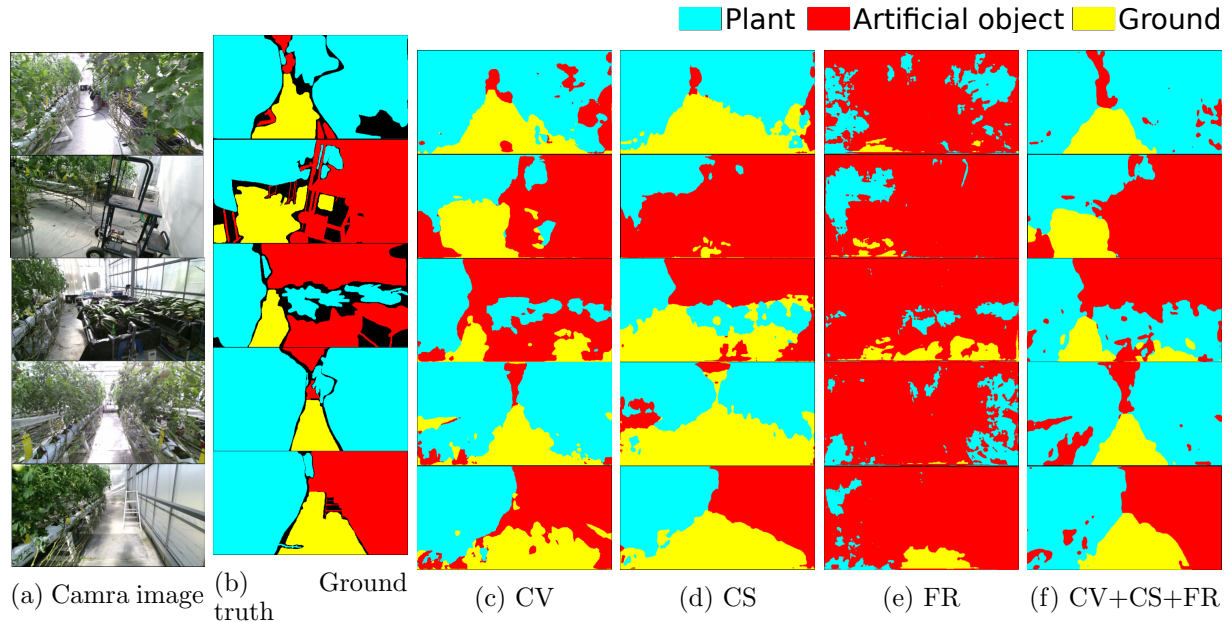 Plant Artificial object Ground
(a) Camra image
(b) Ground
truth
(c) CV
(d) CS
(e) FR
(f) CV+CS+FR